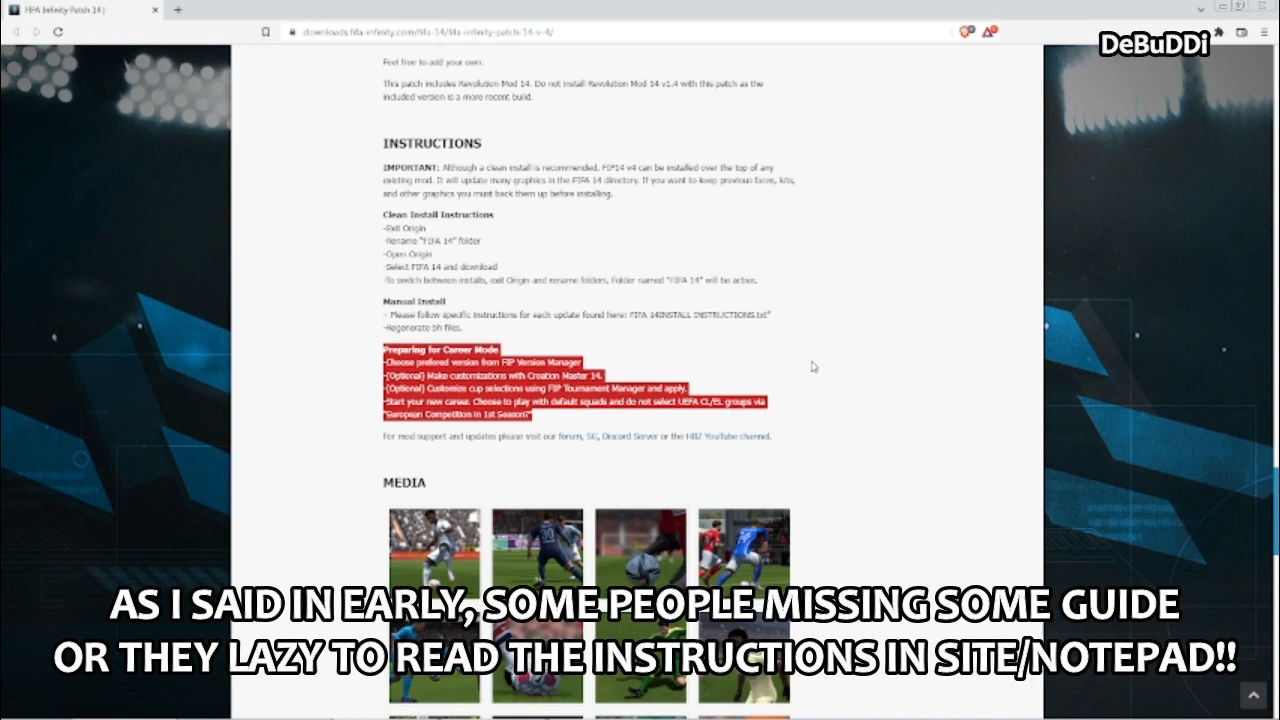 FIFA Infinity Patch 14 |
downloads.fifa-infinity.com/fifa-14/fifa-infinity-patch-14-v-4/
DeBuDDi
Feel free to add your own.
This patch includes Revolution Mod 14. Do not install Revolution Mod 14 v1.4 with this patch as the
included version is a more recent build.
INSTRUCTIONS
IMPORTANT: Although a clean install is recommended. FIP14 v4 can be installed over the top of any
existing mod. It will update many graphics in the FIFA 14 directory. If you want to keep previous faces, kits,
and other graphics you must back them up before installing.
Clean Install Instructions
-Exit Origin
-Rename "FIFA 14" folder
-Open Origin
-Select FIFA 14 and download
-To switch between installs, exit Origin and rename folders. Folder named "FIFA 14" will be active.
Manual Install
- Please follow specific instructions for each update found here: FIFA 14INSTALL INSTRUCTIONS.txt"
-Regenerate bh files.
Preparing for Career Mode
-Choose prefered version from FIP Version Manager
-(Optional) Make customizations with Creation Master 14.
-(Optional) Customize cup selections using FIP Tournament Manager and apply.
-Start your new career. Choose to play with default squads and do not select UEFA CL/EL groups via
"European Competition in 1st Season?"
For mod support and updates please visit our forum, SG, Discord Server or the HBZ YouTube channel.
MEDIA
AS I SAID IN EARLY, SOME PEOPLE MISSING SOME GUIDE
OR THEY LAZY TO READ THE INSTRUCTIONS IN SITE/NOTEPAD!!